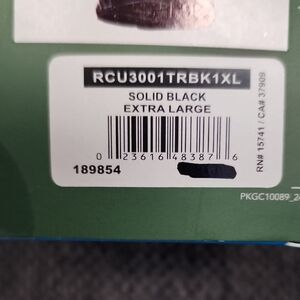 RCU3001TRBK1XL
SOLID BLACK
EXTRA LARGE
0 23616 48387 6
189854
RN# 15741 / CA# 37909
PKGC10089_2